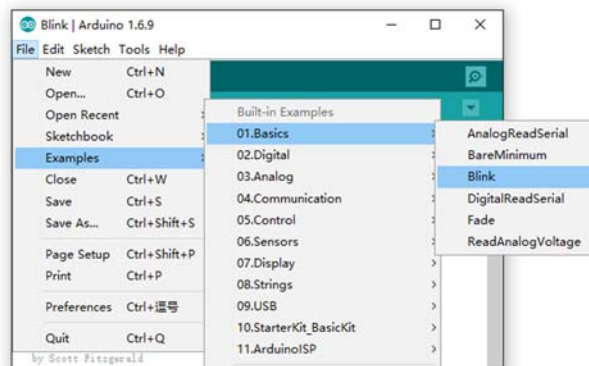 Blink | Arduino 1.6.9
File Edit Sketch Tools Help
New Ctrl+N
Open... Ctrl+O
Open Recent
Sketchbook
Examples
Close Ctrl+W
Save Ctrl+S
Save As... Ctrl+Shift+S
Page Setup Ctrl+Shift+P
Print Ctrl+P
Preferences Ctrl+逗号
Quit Ctrl+Q
by Scott Fitzgerald
Built-in Examples
01.Basics
02.Digital
03.Analog
04.Communication
05.Control
06.Sensors
07.Display
08.Strings
09.USB
10.StarterKit_BasicKit
11.ArduinoISP
AnalogReadSerial
BareMinimum
Blink
DigitalReadSerial
Fade
ReadAnalogVoltage